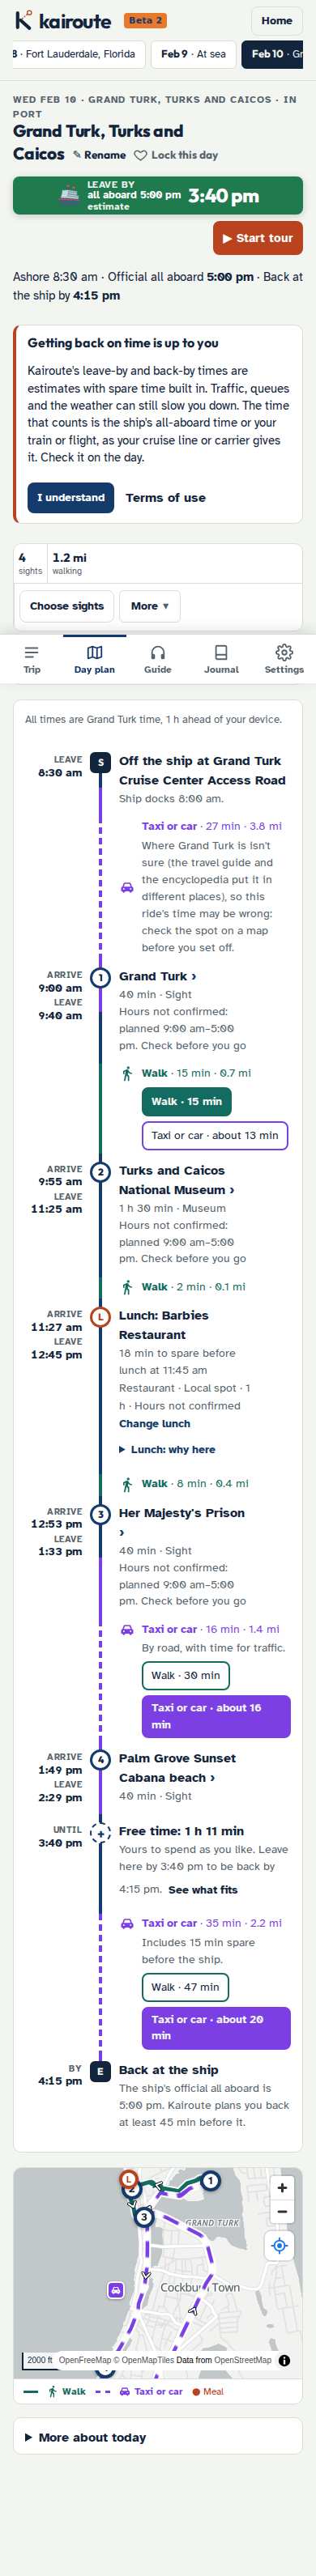 kairoute Beta 2 Home
8 · Fort Lauderdale, Florida Feb 9 · At sea Feb 10 · Gr
WED FEB 10 · GRAND TURK, TURKS AND CAICOS · IN
PORT
Grand Turk, Turks and
Caicos ✎ Rename Lock this day
LEAVE BY
all aboard 5:00 pm 3:40 pm
estimate
▶ Start tour
Ashore 8:30 am · Official all aboard 5:00 pm · Back at
the ship by 4:15 pm
Getting back on time is up to you
Kairoute's leave-by and back-by times are
estimates with spare time built in. Traffic, queues
and the weather can still slow you down. The time
that counts is the ship's all-aboard time or your
train or flight, as your cruise line or carrier gives
it. Check it on the day.
I understand Terms of use
4 1.2 mi
sights walking
Choose sights More ▾
Trip Day plan Guide Journal Settings
All times are Grand Turk time, 1 h ahead of your device.
LEAVE
8:30 am
S
Off the ship at Grand Turk
Cruise Center Access Road
Ship docks 8:00 am.
Taxi or car · 27 min · 3.8 mi
Where Grand Turk is isn't
sure (the travel guide and
the encyclopedia put it in
different places), so this
ride's time may be wrong:
check the spot on a map
before you set off.
ARRIVE
9:00 am
LEAVE
9:40 am
1
Grand Turk ›
40 min · Sight
Hours not confirmed:
planned 9:00 am–5:00
pm. Check before you go
Walk · 15 min · 0.7 mi
Walk · 15 min
Taxi or car · about 13 min
ARRIVE
9:55 am
LEAVE
11:25 am
2
Turks and Caicos
National Museum ›
1 h 30 min · Museum
Hours not confirmed:
planned 9:00 am–5:00
pm. Check before you go
Walk · 2 min · 0.1 mi
ARRIVE
11:27 am
LEAVE
12:45 pm
L
Lunch: Barbies
Restaurant
18 min to spare before
lunch at 11:45 am
Restaurant · Local spot · 1
h · Hours not confirmed
Change lunch
▶ Lunch: why here
Walk · 8 min · 0.4 mi
ARRIVE
12:53 pm
LEAVE
1:33 pm
3
Her Majesty's Prison
›
40 min · Sight
Hours not confirmed:
planned 9:00 am–5:00
pm. Check before you go
Taxi or car · 16 min · 1.4 mi
By road, with time for traffic.
Walk · 30 min
Taxi or car · about 16
min
ARRIVE
1:49 pm
LEAVE
2:29 pm
4
Palm Grove Sunset
Cabana beach ›
40 min · Sight
UNTIL
3:40 pm
+
Free time: 1 h 11 min
Yours to spend as you like. Leave
here by 3:40 pm to be back by
4:15 pm. See what fits
Taxi or car · 35 min · 2.2 mi
Includes 15 min spare
before the ship.
Walk · 47 min
Taxi or car · about 20
min
BY
4:15 pm
E
Back at the ship
The ship's official all aboard is
5:00 pm. Kairoute plans you back
at least 45 min before it.
L 1
2
3 GRAND TURK
+
−
Cockburn Town
2000 ft OpenFreeMap © OpenMapTiles Data from OpenStreetMap
Walk Taxi or car Meal
▶ More about today